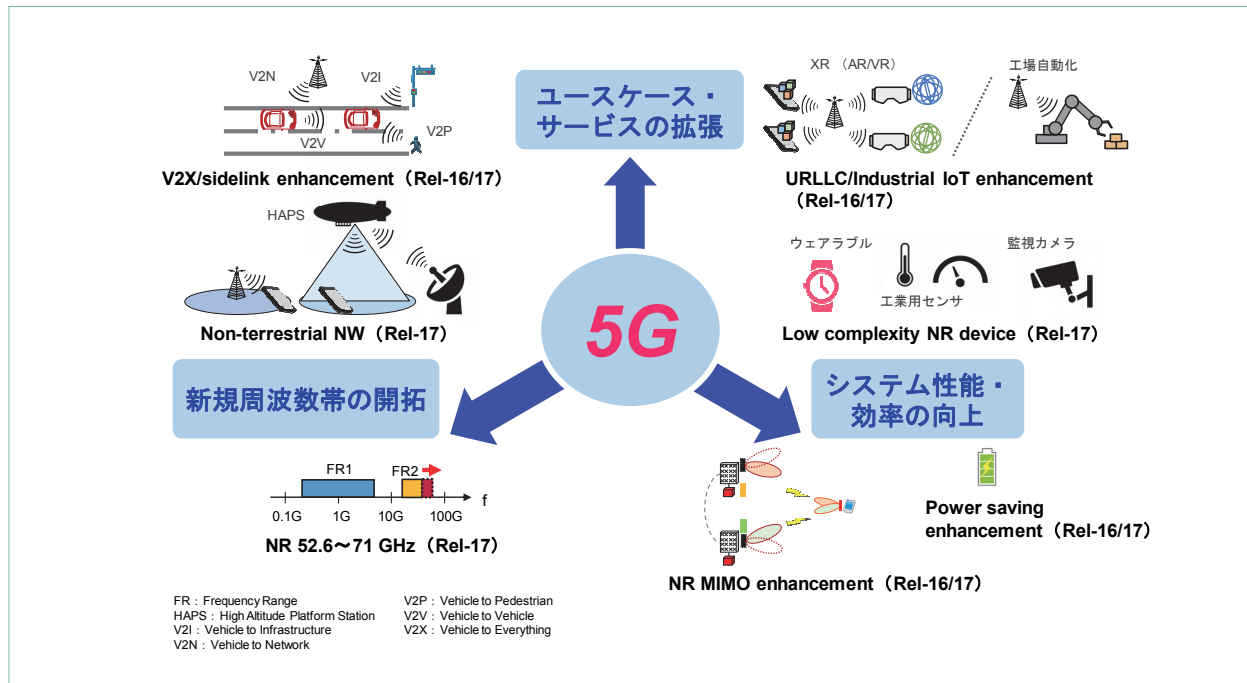 V2N
V2I
V2V
V2P
V2X/sidelink enhancement（Rel-16/17）
ユースケース・
サービスの拡張
XR （AR/VR）
工場自動化
URLLC/Industrial IoT enhancement
（Rel-16/17）
HAPS
Non-terrestrial NW（Rel-17）
ウェアラブル
監視カメラ
工業用センサ
Low complexity NR device（Rel-17）
5G
新規周波数帯の開拓
システム性能・
効率の向上
FR1
FR2
f
0.1G 1G 10G 100G
NR 52.6～71 GHz（Rel-17）
NR MIMO enhancement（Rel-16/17）
Power saving
enhancement（Rel-16/17）
FR：Frequency Range
HAPS：High Altitude Platform Station
V2I：Vehicle to Infrastructure
V2N：Vehicle to Network
V2P：Vehicle to Pedestrian
V2V：Vehicle to Vehicle
V2X：Vehicle to Everything